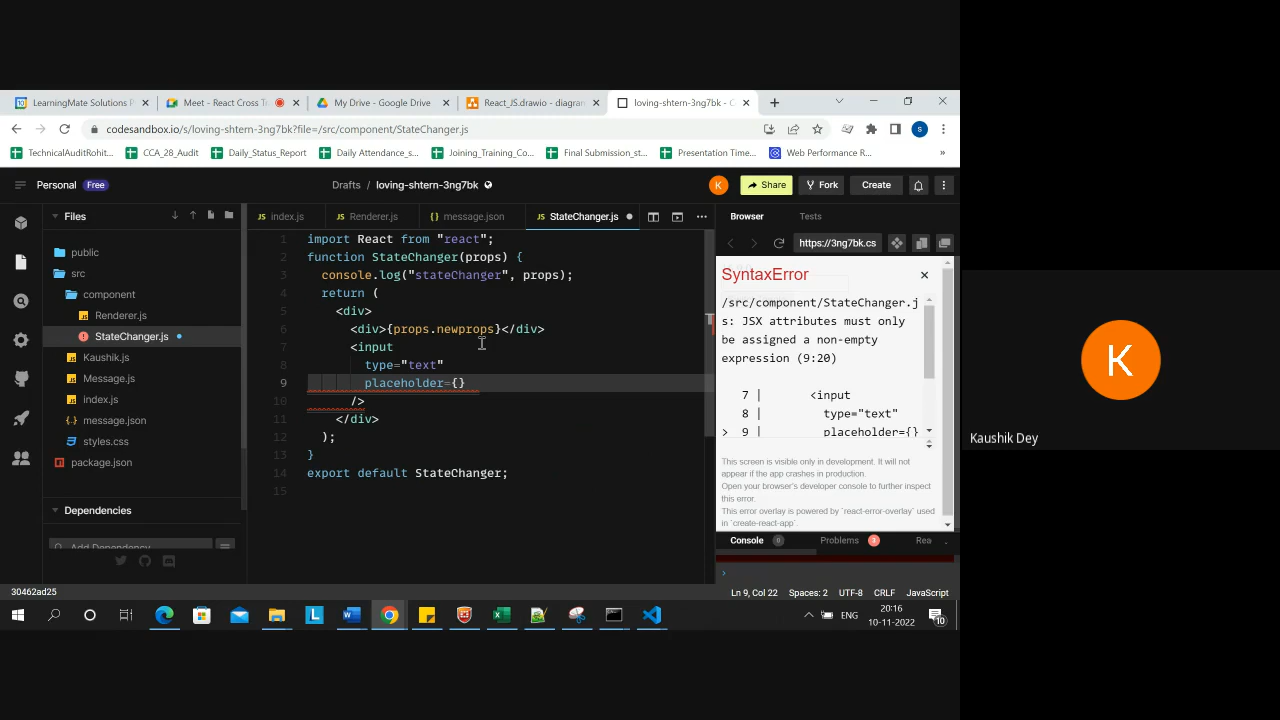 LearningMate Solutions P
Meet - React Cross T
My Drive - Google Drive
React_JS.drawio - diagram
loving-shtern-3ng7bk - C
codesandbox.io/s/loving-shtern-3ng7bk?file=/src/component/StateChanger.js
S
TechnicalAuditRohit...
CCA_28_Audit
Daily_Status_Report
Daily Attendance_s...
Joining_Training_Co...
Final Submission_st...
Presentation Time...
Web Performance R...
»
Personal Free
Drafts / loving-shtern-3ng7bk
K
Share
Fork
Create
Files
index.js
Renderer.js
message.json
StateChanger.js
Browser
Tests
https://3ng7bk.cs
public
src
component
Renderer.js
StateChanger.js
Kaushik.js
Message.js
index.js
message.json
styles.css
package.json
Dependencies
Add Dependency
1 import React from "react";
2 function StateChanger(props) {
3 console.log("stateChanger", props);
4 return (
5 <div>
6 <div>{props.newprops}</div>
7 <input
8 type="text"
9 placeholder={}
10 />
11 </div>
12 );
13 }
14 export default StateChanger;
15
SyntaxError
/src/component/StateChanger.j
s: JSX attributes must only
be assigned a non-empty
expression (9:20)
7 | <input
8 | type="text"
> 9 | placeholder={}
This screen is visible only in development. It will not
appear if the app crashes in production.
Open your browser's developer console to further inspect
this error.
This error overlay is powered by `react-error-overlay` used
in `create-react-app`.
Console
Problems 3
Rea
30462ad25
Ln 9, Col 22 Spaces: 2 UTF-8 CRLF JavaScript
ENG
20:16
10-11-2022
10
K
Kaushik Dey